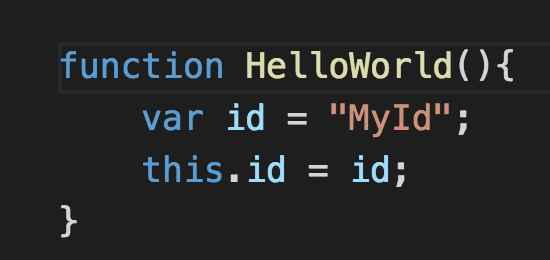 function HelloWorld(){
    var id = "MyId";
    this.id = id;
}